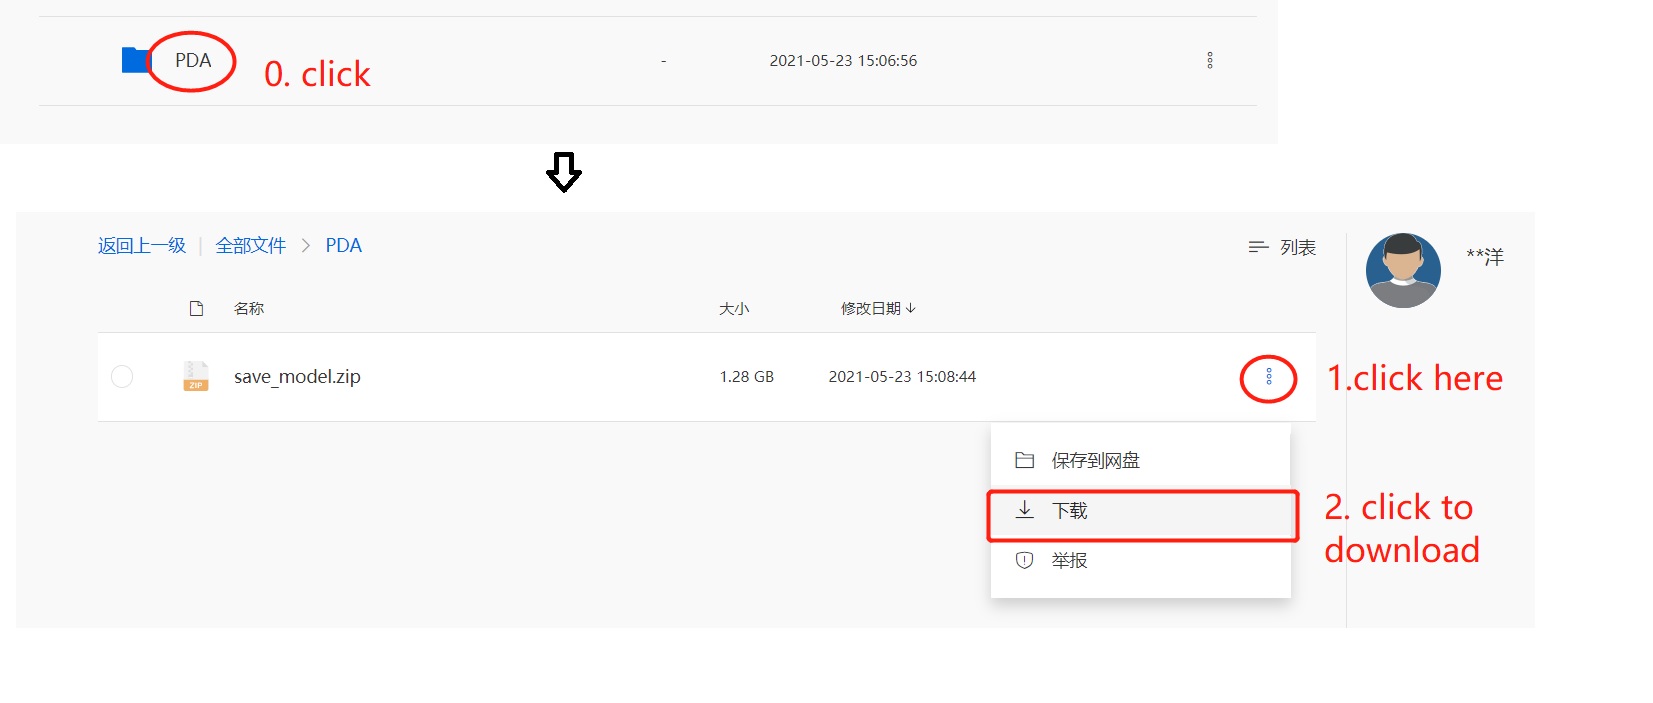 PDA - 2021-05-23 15:06:56
0. click
返回上一级 | 全部文件 > PDA
列表
**洋
名称 大小 修改日期↓
ZIP save_model.zip 1.28 GB 2021-05-23 15:08:44
1.click here
保存到网盘
下载
2. click to
download
举报